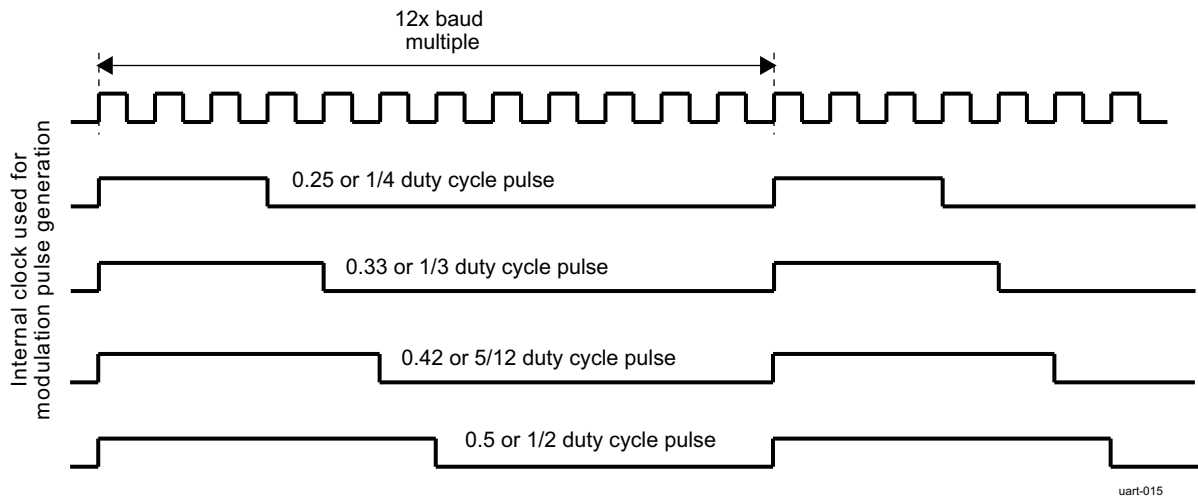 12x baud
multiple
Internal clock used for
modulation pulse generation
0.25 or 1/4 duty cycle pulse
0.33 or 1/3 duty cycle pulse
0.42 or 5/12 duty cycle pulse
0.5 or 1/2 duty cycle pulse
uart-015